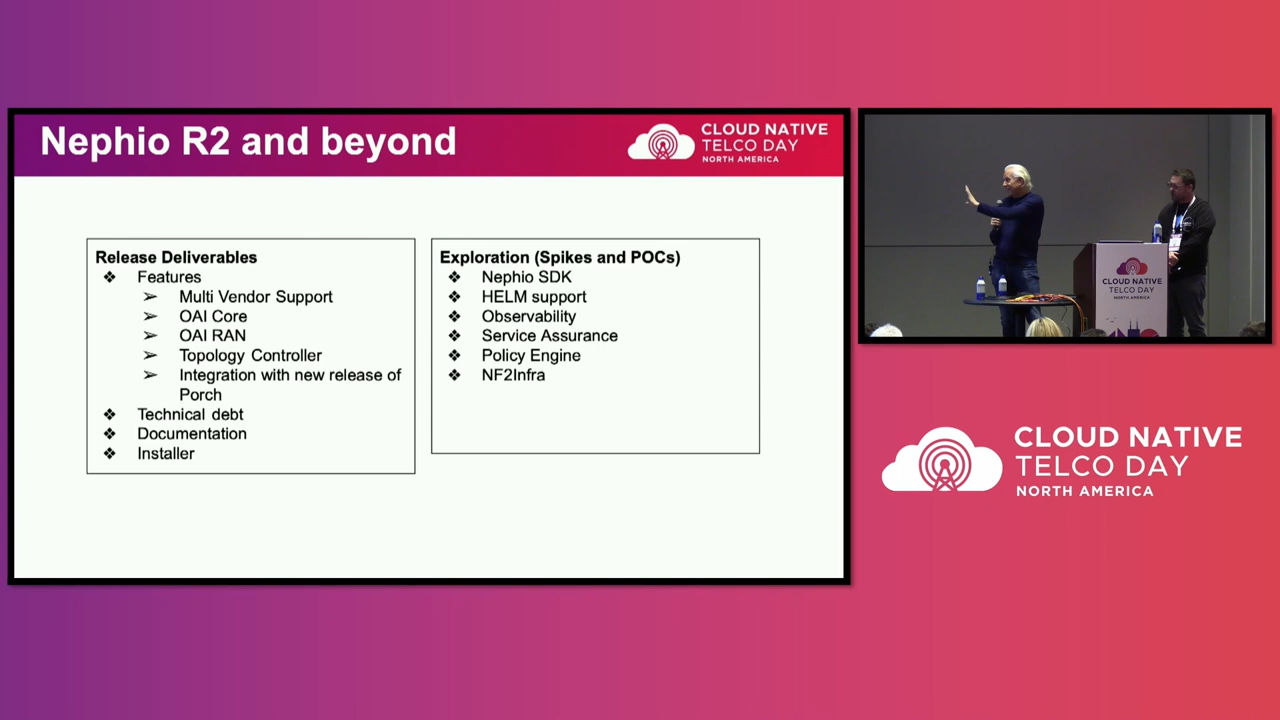 Nephio R2 and beyond
CLOUD NATIVE
TELCO DAY
NORTH AMERICA
Release Deliverables
❖ Features
➢ Multi Vendor Support
➢ OAI Core
➢ OAI RAN
➢ Topology Controller
➢ Integration with new release of
Porch
❖ Technical debt
❖ Documentation
❖ Installer
Exploration (Spikes and POCs)
❖ Nephio SDK
❖ HELM support
❖ Observability
❖ Service Assurance
❖ Policy Engine
❖ NF2Infra
CLOUD NATIVE
TELCO DAY
NORTH AMERICA
CLOUD NATIVE
TELCO DAY
NORTH AMERICA